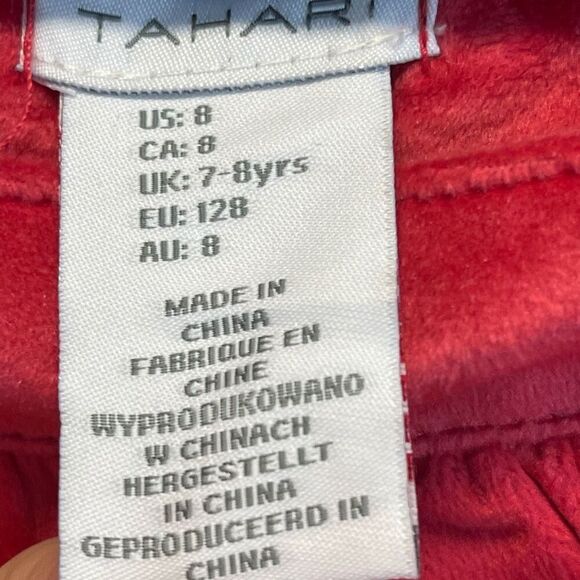 TAHARI
US: 8
CA: 8
UK: 7-8yrs
EU: 128
AU: 8
MADE IN
CHINA
FABRIQUE EN
CHINE
WYPRODUKOWANO
W CHINACH
HERGESTELLT
IN CHINA
GEPRODUCEERD IN
CHINA